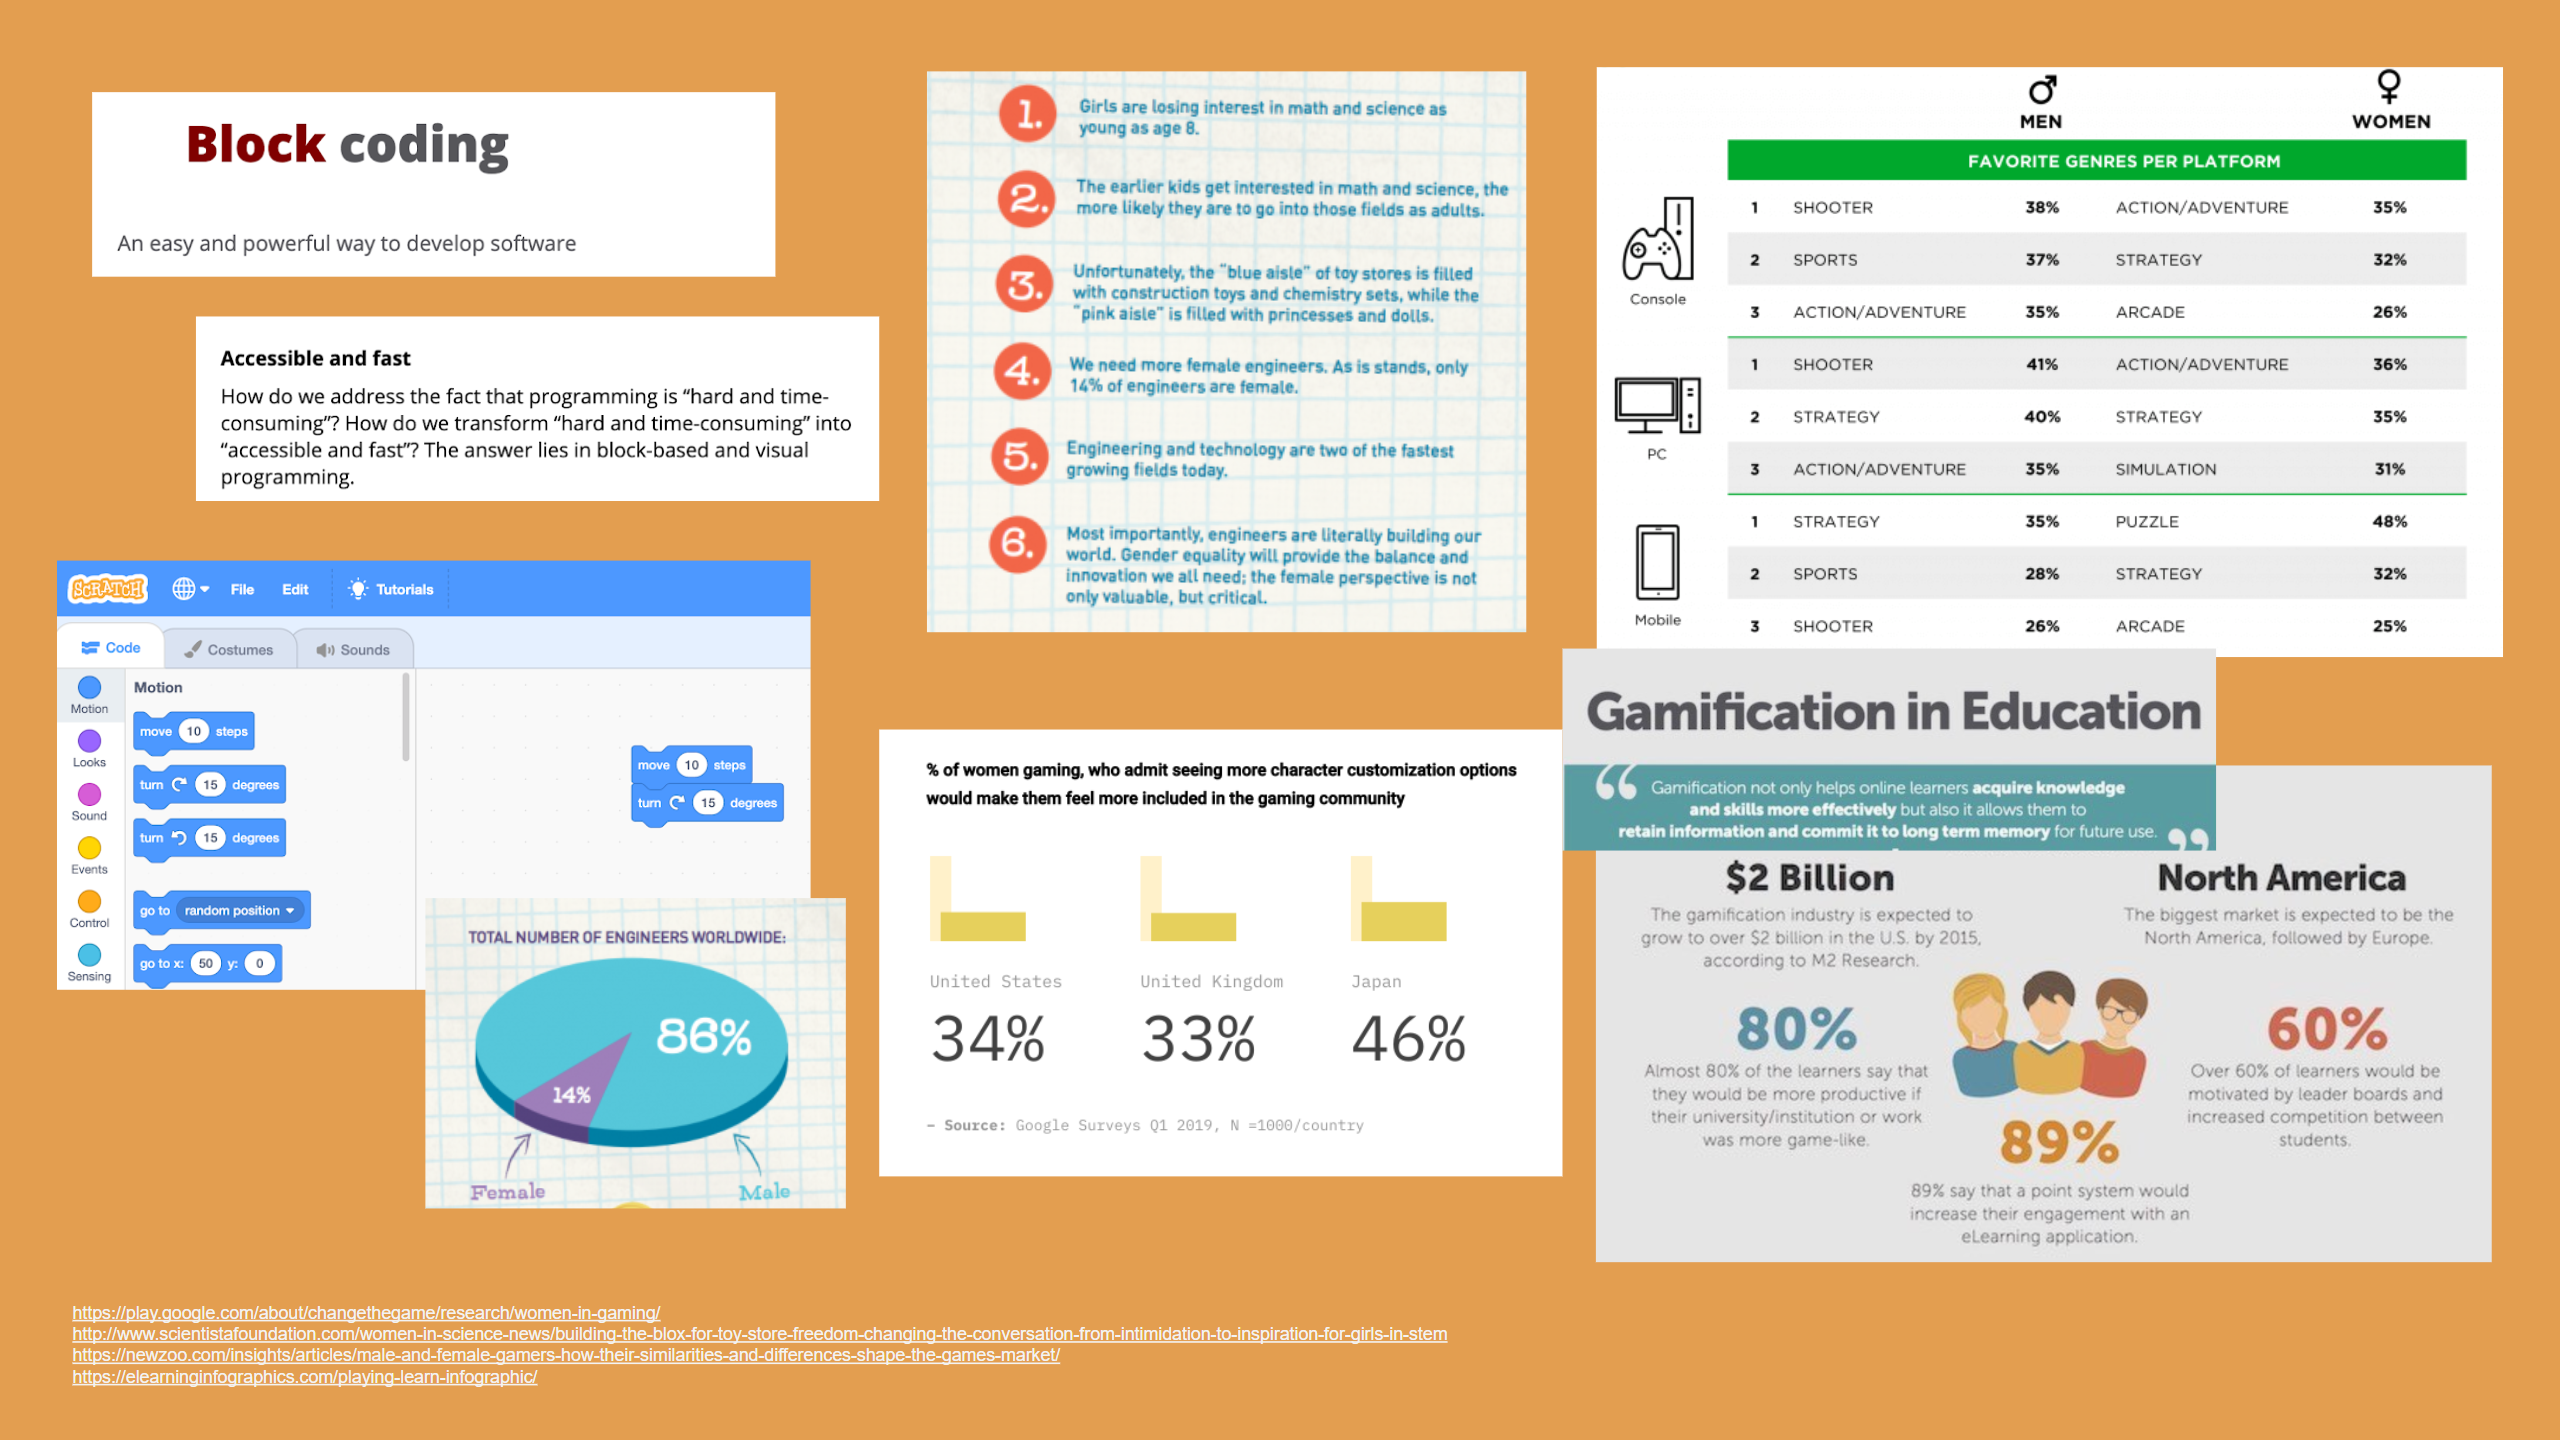 Block coding
An easy and powerful way to develop software
Accessible and fast
How do we address the fact that programming is “hard and time-
consuming”? How do we transform “hard and time-consuming” into
“accessible and fast”? The answer lies in block-based and visual
programming.
SCRATCH File Edit Tutorials
Code Costumes Sounds
Motion
Looks
Sound
Events
Control
Sensing
Motion
move 10 steps
turn 15 degrees
turn 15 degrees
go to random position
go to x: 50 y: 0
move 10 steps
turn 15 degrees
TOTAL NUMBER OF ENGINEERS WORLDWIDE:
86%
14%
Female
Male
1. Girls are losing interest in math and science as
young as age 8.
2. The earlier kids get interested in math and science, the
more likely they are to go into those fields as adults.
3. Unfortunately, the “blue aisle” of toy stores is filled
with construction toys and chemistry sets, while the
“pink aisle” is filled with princesses and dolls.
4. We need more female engineers. As is stands, only
14% of engineers are female.
5. Engineering and technology are two of the fastest
growing fields today.
6. Most importantly, engineers are literally building our
world. Gender equality will provide the balance and
innovation we all need; the female perspective is not
only valuable, but critical.
% of women gaming, who admit seeing more character customization options
would make them feel more included in the gaming community
United States United Kingdom Japan
34% 33% 46%
– Source: Google Surveys Q1 2019, N =1000/country
MEN WOMEN
FAVORITE GENRES PER PLATFORM
Console
1 SHOOTER 38% ACTION/ADVENTURE 35%
2 SPORTS 37% STRATEGY 32%
3 ACTION/ADVENTURE 35% ARCADE 26%
PC
1 SHOOTER 41% ACTION/ADVENTURE 36%
2 STRATEGY 40% STRATEGY 35%
3 ACTION/ADVENTURE 35% SIMULATION 31%
Mobile
1 STRATEGY 35% PUZZLE 48%
2 SPORTS 28% STRATEGY 32%
3 SHOOTER 26% ARCADE 25%
Gamification in Education
“ Gamification not only helps online learners acquire knowledge
and skills more effectively but also it allows them to
retain information and commit it to long term memory for future use. ”
$2 Billion
The gamification industry is expected to
grow to over $2 billion in the U.S. by 2015,
according to M2 Research.
North America
The biggest market is expected to be the
North America, followed by Europe.
80%
Almost 80% of the learners say that
they would be more productive if
their university/institution or work
was more game-like.
60%
Over 60% of learners would be
motivated by leader boards and
increased competition between
students.
89%
89% say that a point system would
increase their engagement with an
eLearning application.
https://play.google.com/about/changethegame/research/women-in-gaming/
http://www.scientistafoundation.com/women-in-science-news/building-the-blox-for-toy-store-freedom-changing-the-conversation-from-intimidation-to-inspiration-for-girls-in-stem
https://newzoo.com/insights/articles/male-and-female-gamers-how-their-similarities-and-differences-shape-the-games-market/
https://elearninginfographics.com/playing-learn-infographic/